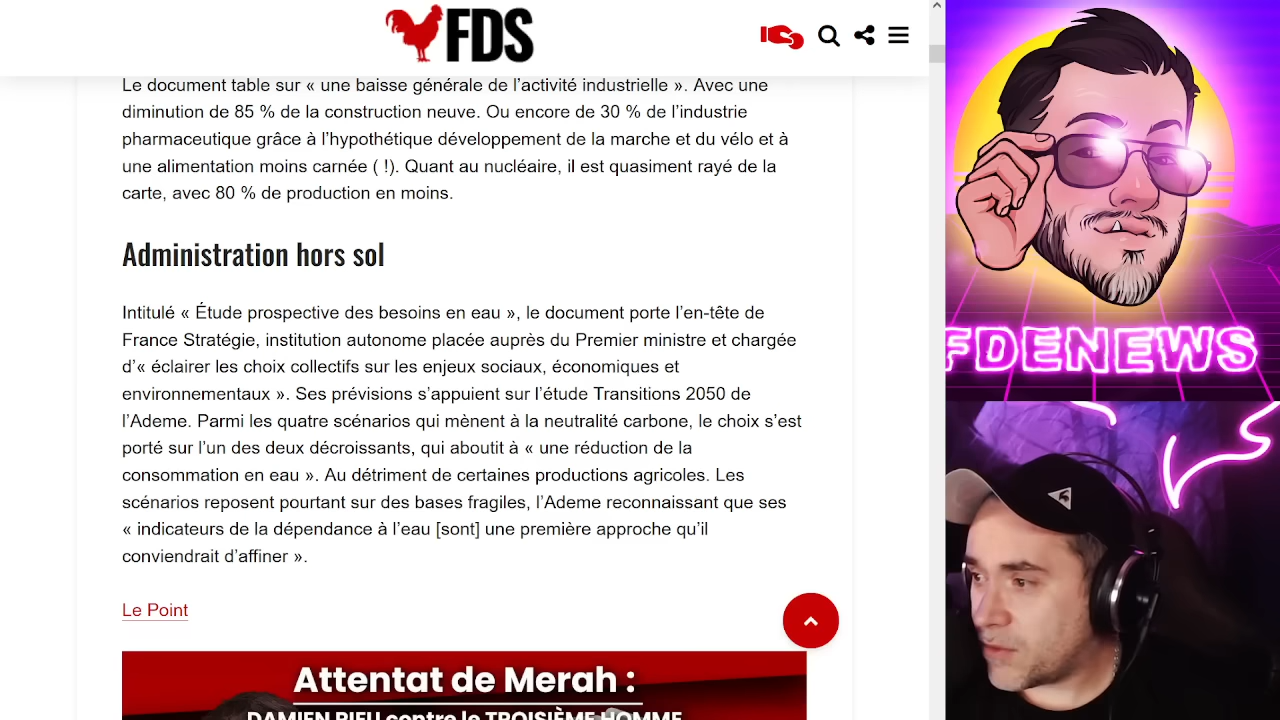 FDS
Le document table sur « une baisse générale de l’activité industrielle ». Avec une
diminution de 85 % de la construction neuve. Ou encore de 30 % de l’industrie
pharmaceutique grâce à l’hypothétique développement de la marche et du vélo et à
une alimentation moins carnée ( !). Quant au nucléaire, il est quasiment rayé de la
carte, avec 80 % de production en moins.
Administration hors sol
Intitulé « Étude prospective des besoins en eau », le document porte l’en-tête de
France Stratégie, institution autonome placée auprès du Premier ministre et chargée
d’« éclairer les choix collectifs sur les enjeux sociaux, économiques et
environnementaux ». Ses prévisions s’appuient sur l’étude Transitions 2050 de
l’Ademe. Parmi les quatre scénarios qui mènent à la neutralité carbone, le choix s’est
porté sur l’un des deux décroissants, qui aboutit à « une réduction de la
consommation en eau ». Au détriment de certaines productions agricoles. Les
scénarios reposent pourtant sur des bases fragiles, l’Ademe reconnaissant que ses
« indicateurs de la dépendance à l’eau [sont] une première approche qu’il
conviendrait d’affiner ».
Le Point
Attentat de Merah :
DAMIEN RIEU contre le TROISIÈME HOMME
FDENEWS